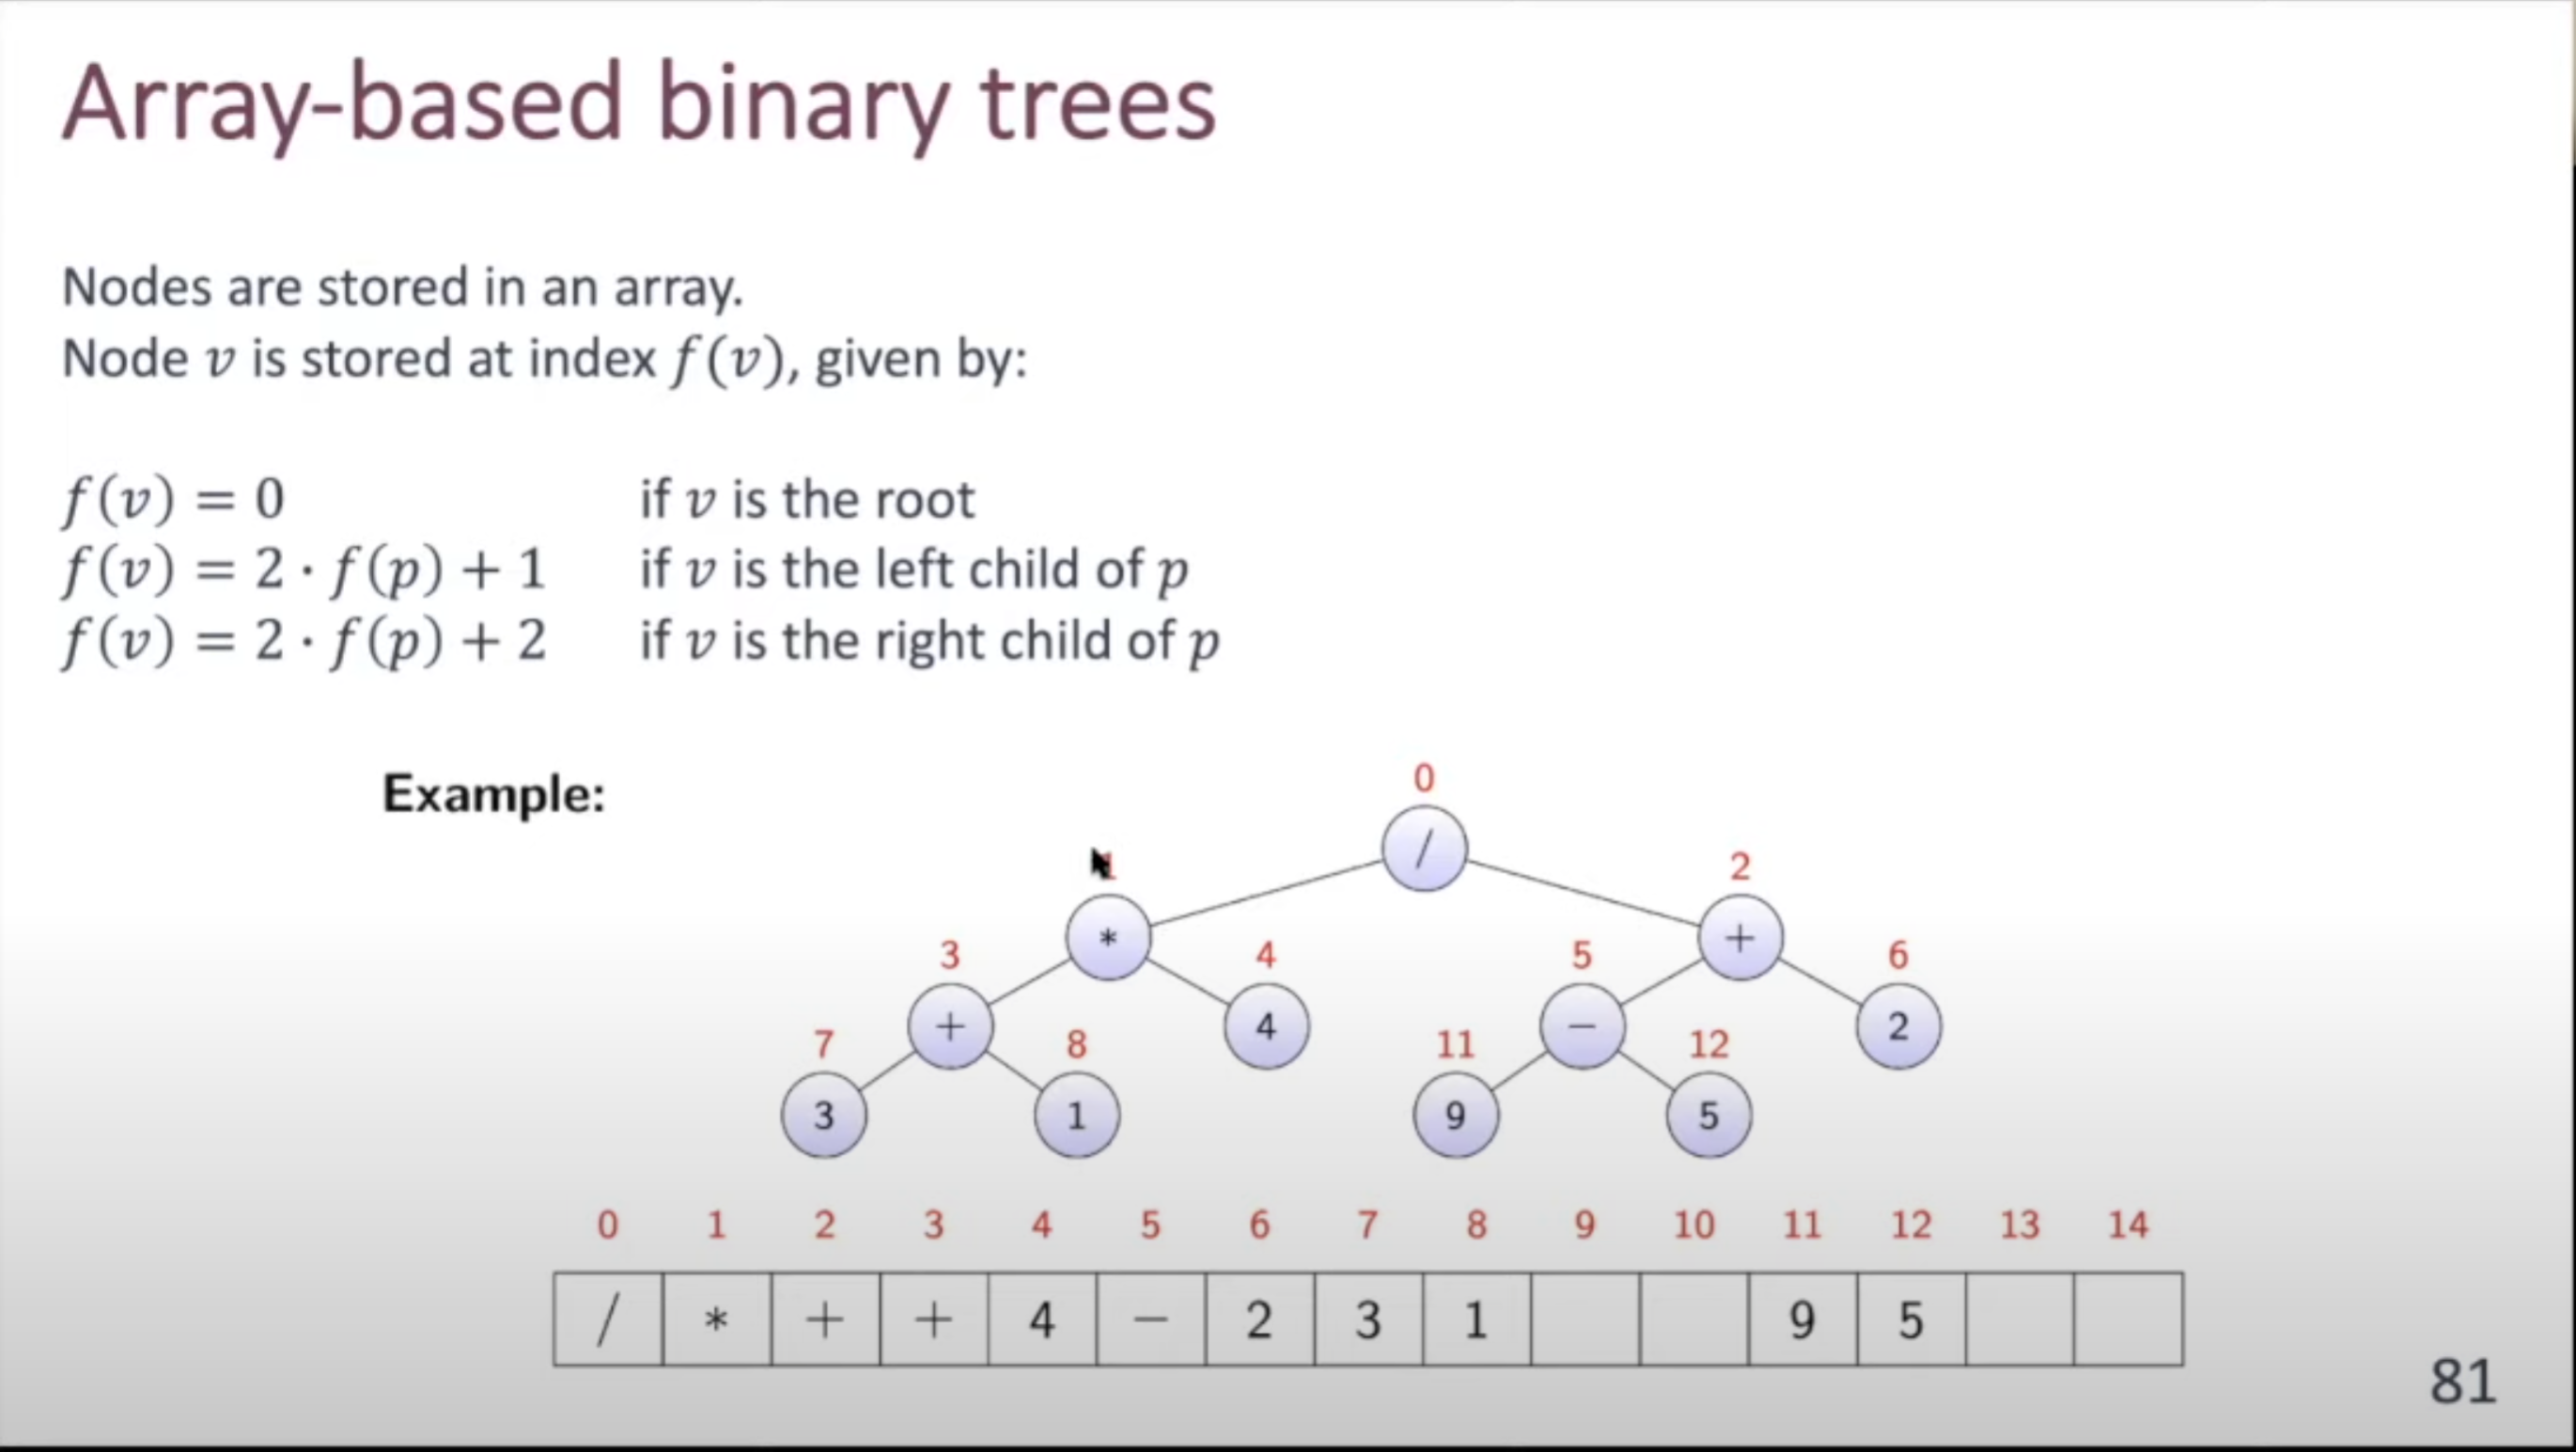 Array-based binary trees
Nodes are stored in an array.
Node v is stored at index f(v), given by:
f(v) = 0 if v is the root
f(v) = 2 · f(p) + 1 if v is the left child of p
f(v) = 2 · f(p) + 2 if v is the right child of p
Example:
0
/
1 2
* +
3 4 5 6
+ 4 − 2
7 8 11 12
3 1 9 5
0 1 2 3 4 5 6 7 8 9 10 11 12 13 14
/ * + + 4 − 2 3 1 9 5
81